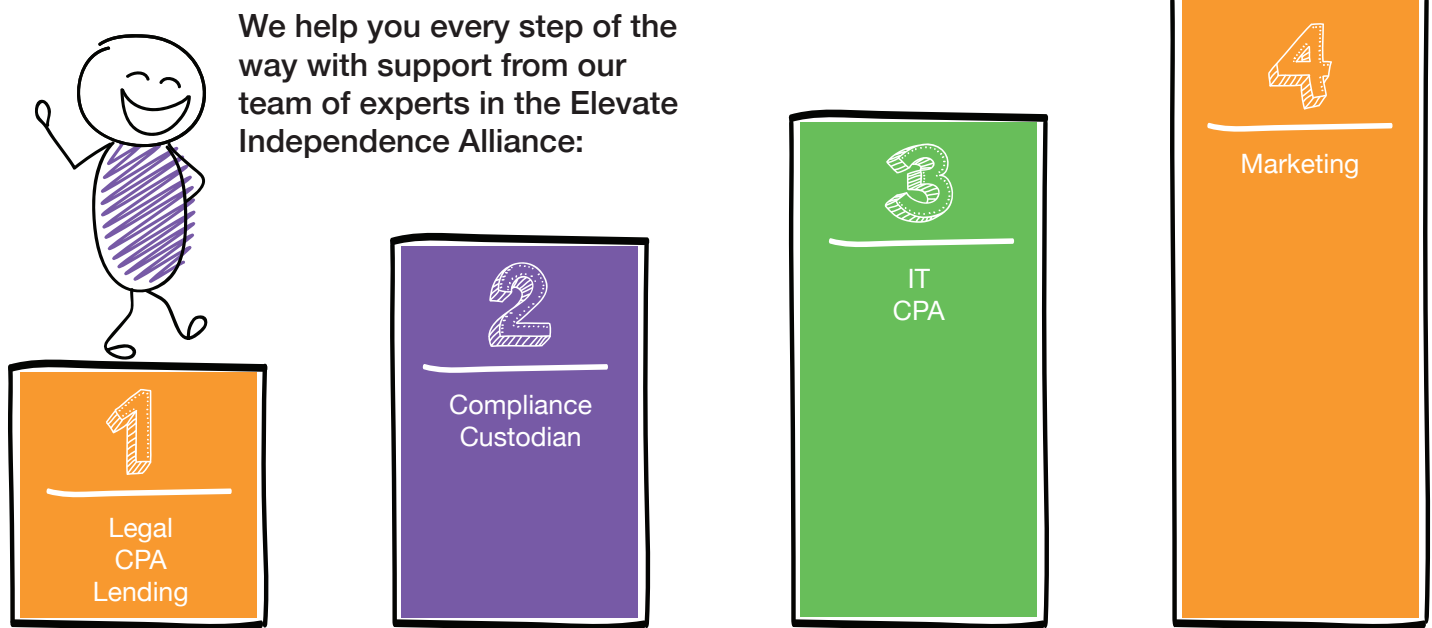 We help you every step of the
way with support from our
team of experts in the Elevate
Independence Alliance:
1
Legal
CPA
Lending
2
Compliance
Custodian
3
IT
CPA
4
Marketing